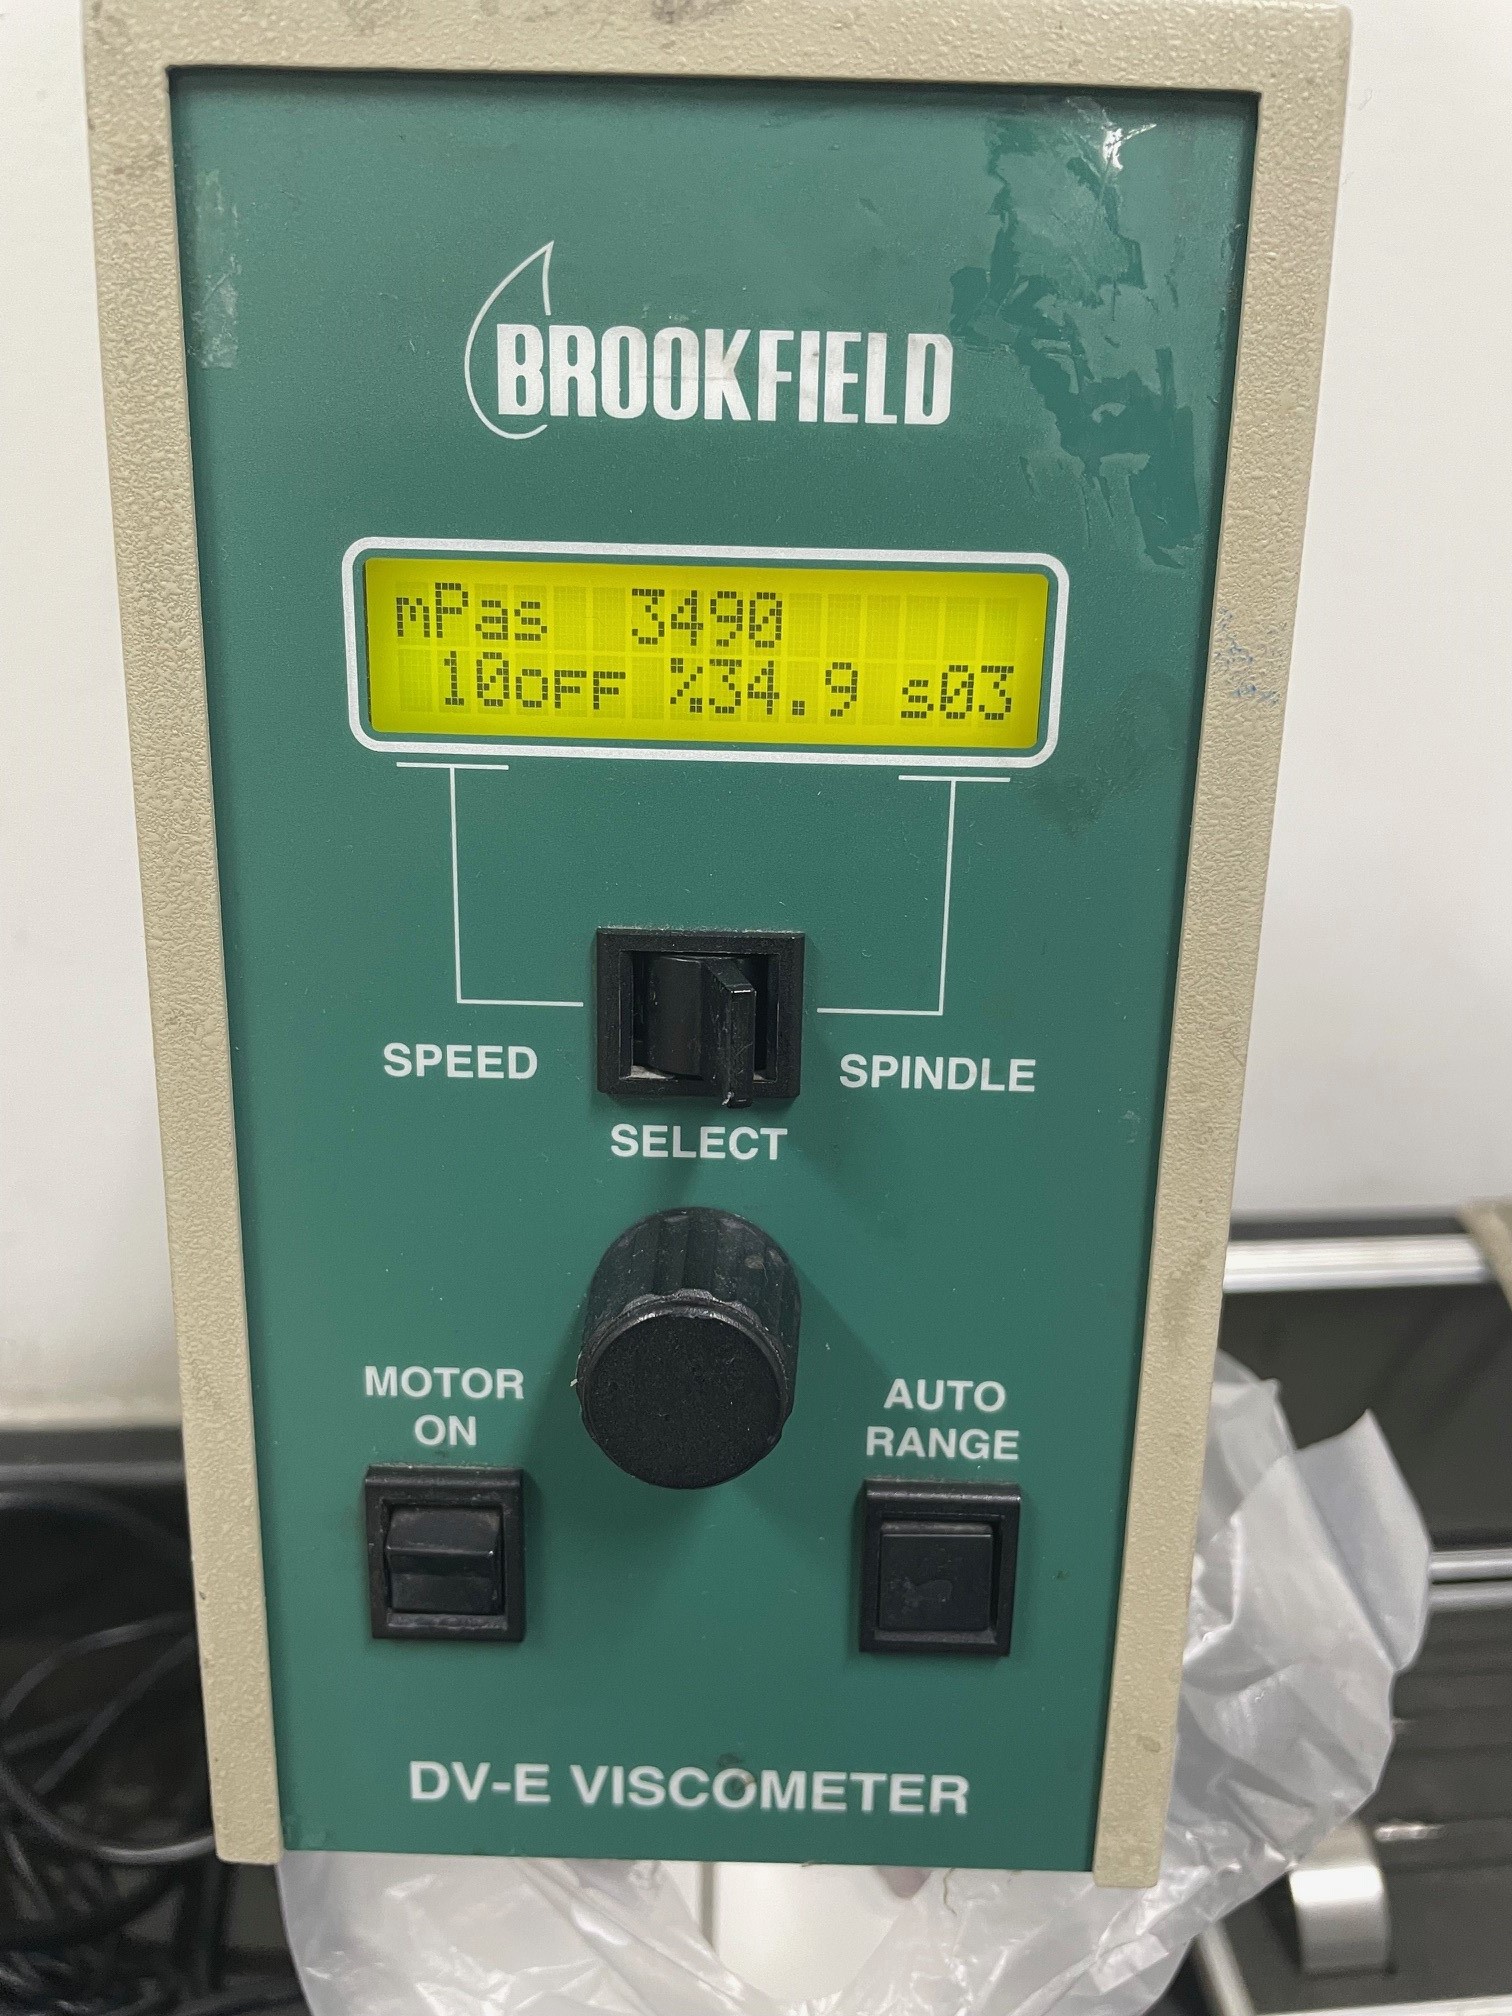 BROOKFIELD
mPas 3490
10OFF %34.9 s03
SPEED
SPINDLE
SELECT
MOTOR
ON
AUTO
RANGE
DV-E VISCOMETER